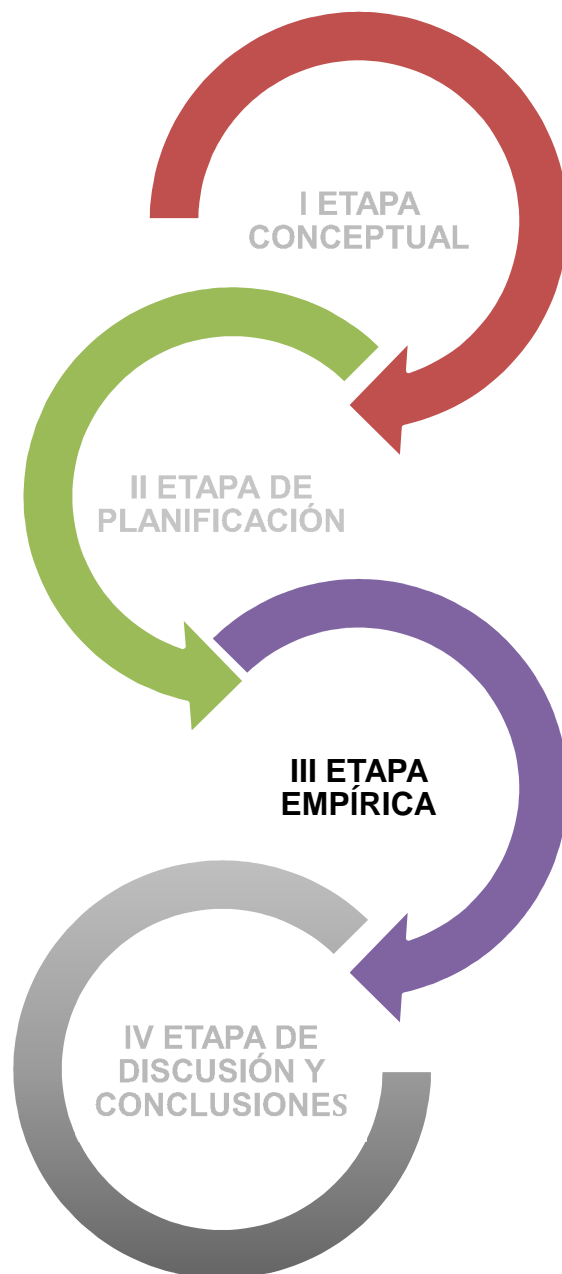 I ETAPA
CONCEPTUAL
II ETAPA DE
PLANIFICACIÓN
III ETAPA
EMPÍRICA
IV ETAPA DE
DISCUSIÓN Y
CONCLUSIONES